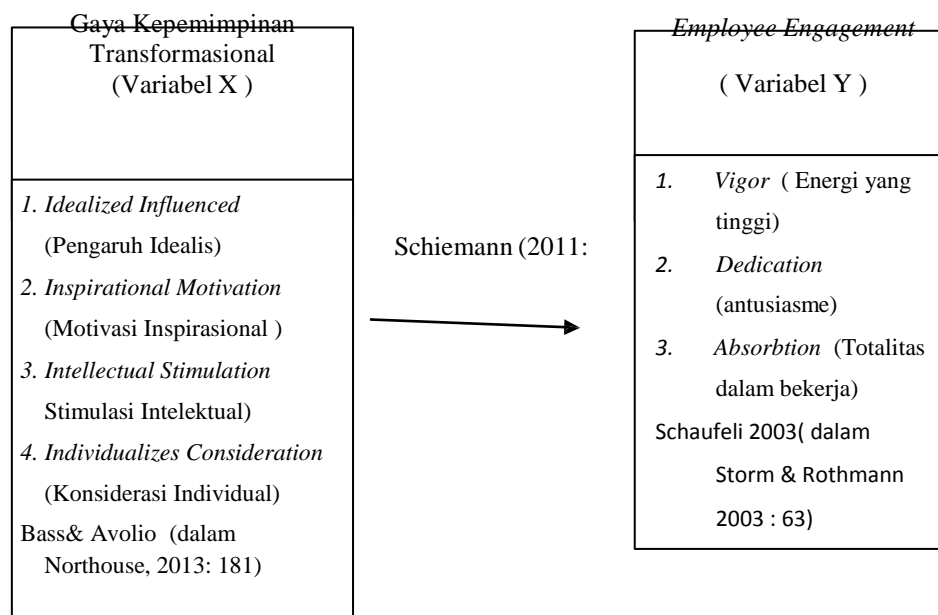 Gaya Kepemimpinan
Transformasional
(Variabel X )
1. Idealized Influenced
(Pengaruh Idealis)
2. Inspirational Motivation
(Motivasi Inspirasional )
3. Intellectual Stimulation
Stimulasi Intelektual)
4. Individualizes Consideration
(Konsiderasi Individual)
Bass& Avolio (dalam
Northouse, 2013: 181)
Schiemann (2011:
Employee Engagement
( Variabel Y )
1. Vigor ( Energi yang
tinggi)
2. Dedication
(antusiasme)
3. Absorbtion (Totalitas
dalam bekerja)
Schaufeli 2003( dalam
Storm & Rothmann
2003 : 63)